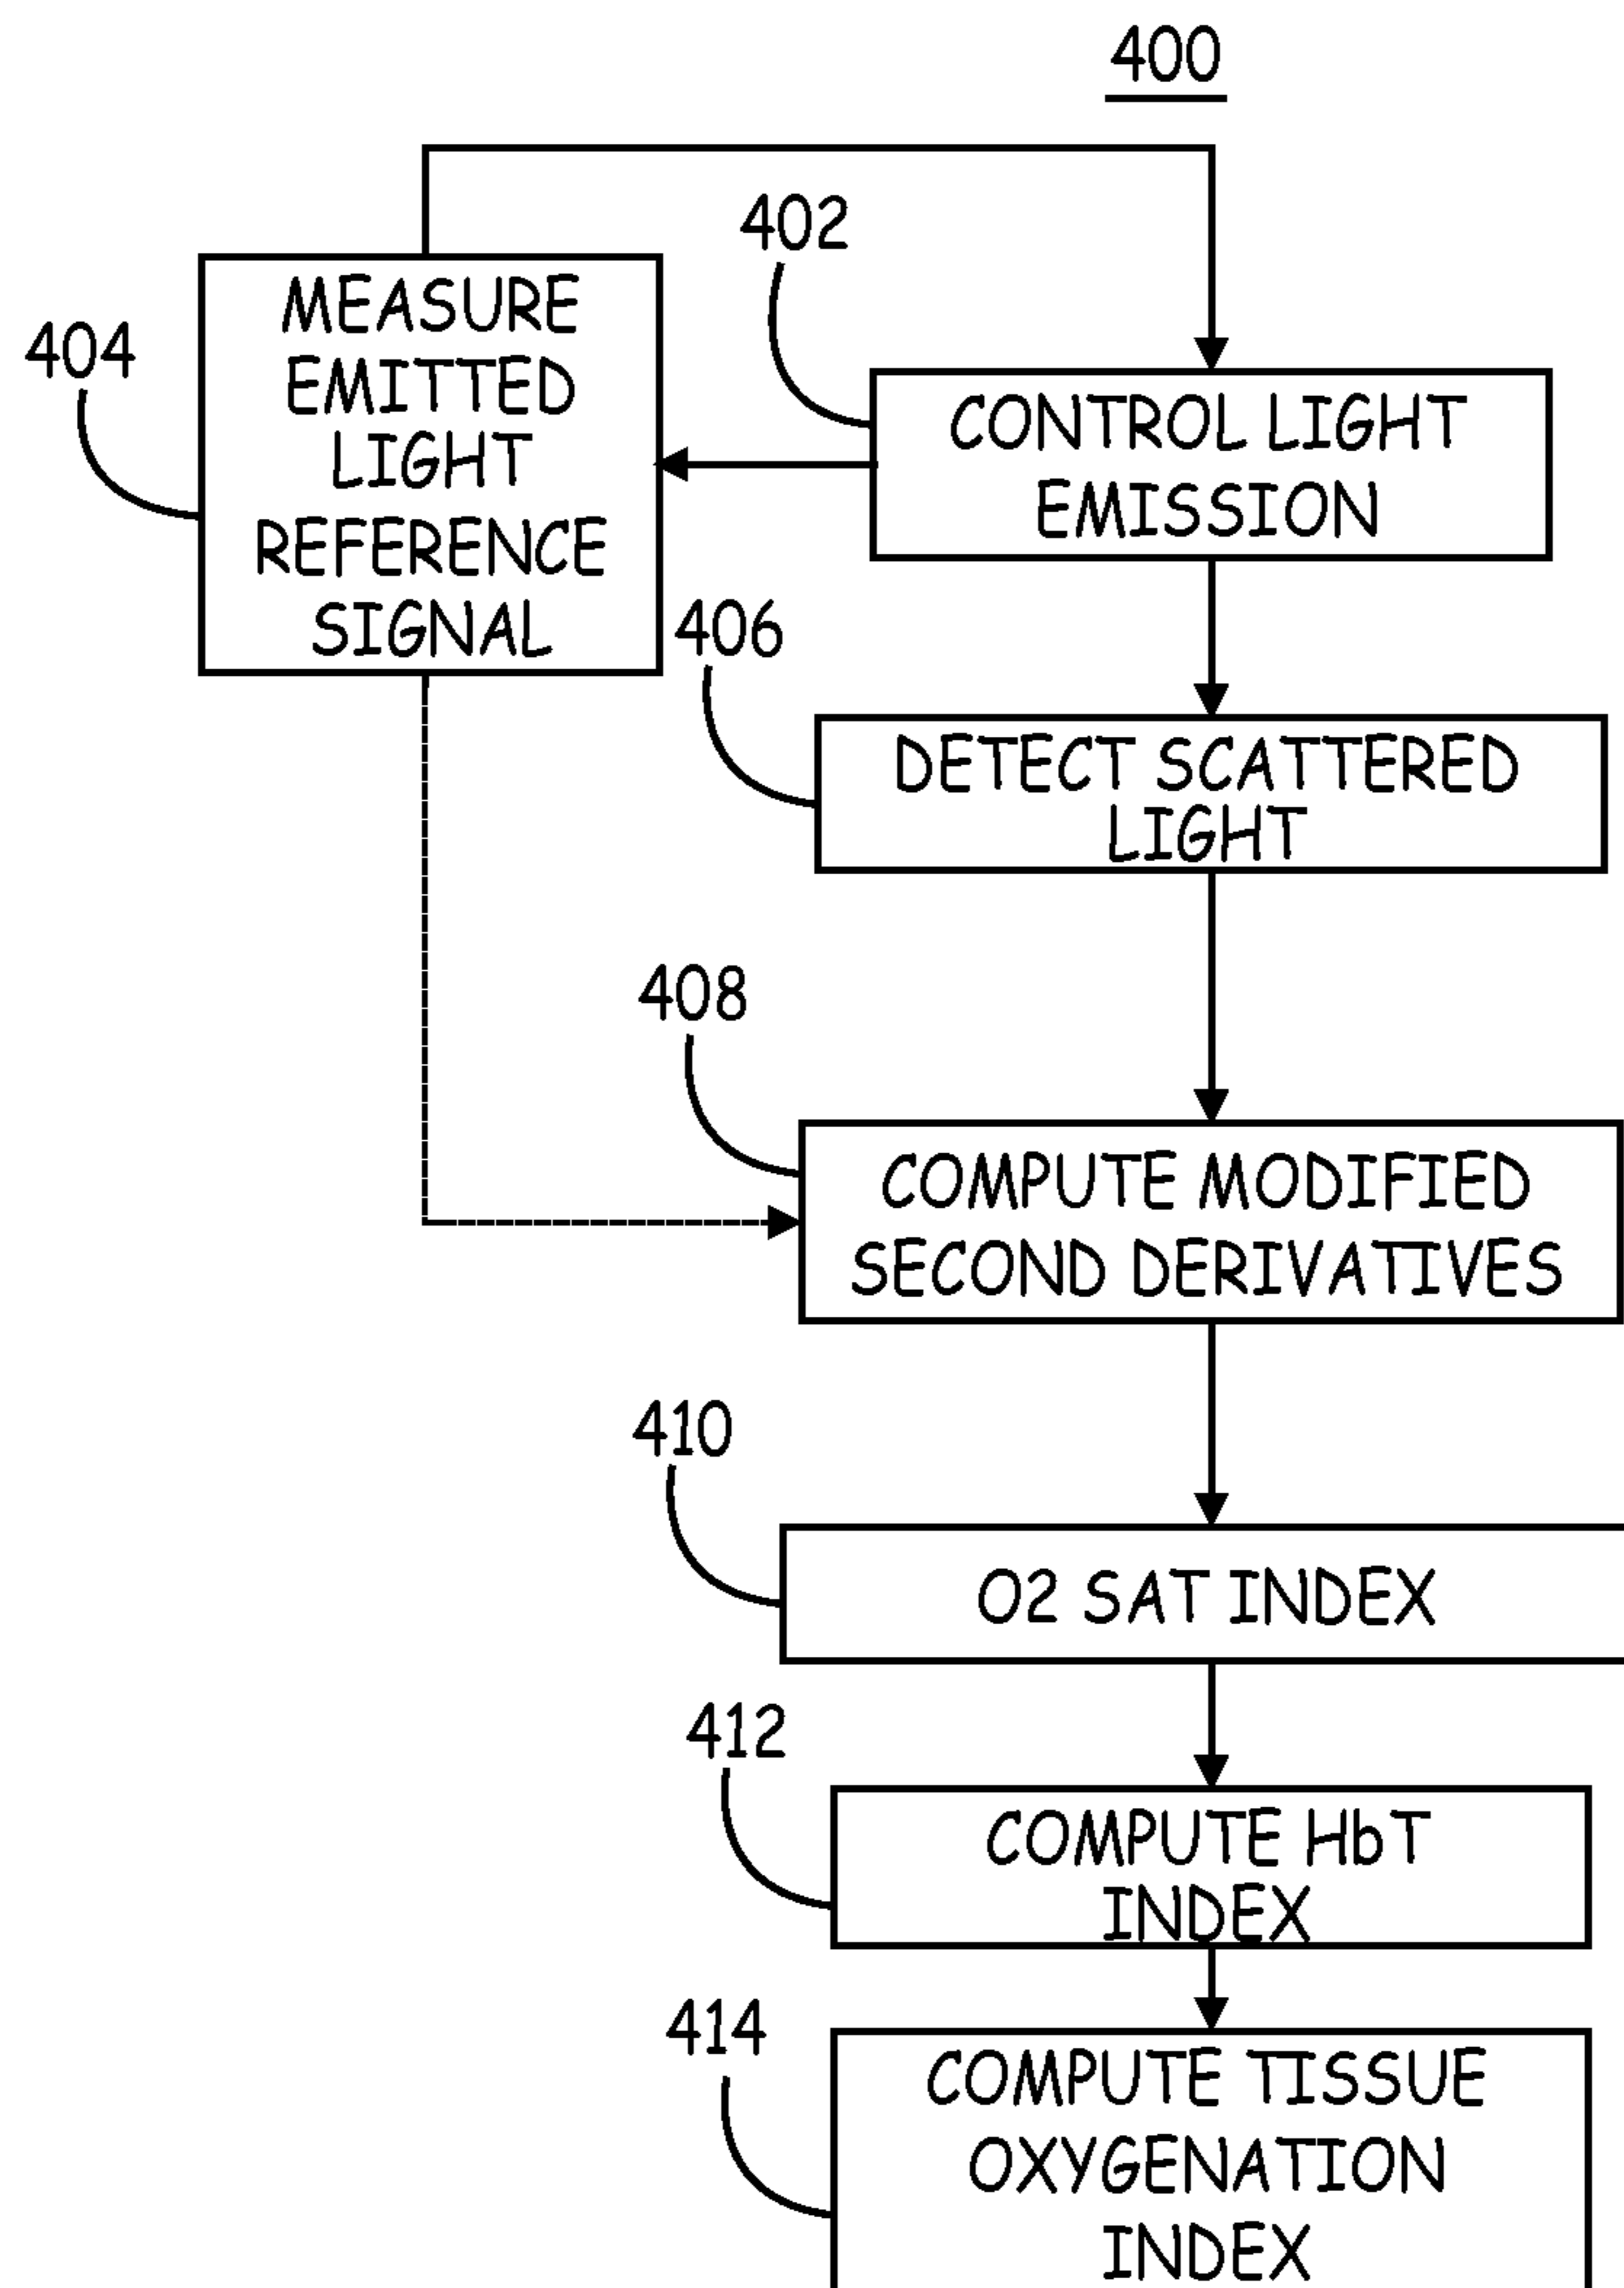 400
402
404
MEASURE
EMITTED
LIGHT
REFERENCE
SIGNAL
CONTROL LIGHT
EMISSION
406
DETECT SCATTERED
LIGHT
408
COMPUTE MODIFIED
SECOND DERIVATIVES
410
O2 SAT INDEX
412
COMPUTE HbT
INDEX
414
COMPUTE TISSUE
OXYGENATION
INDEX